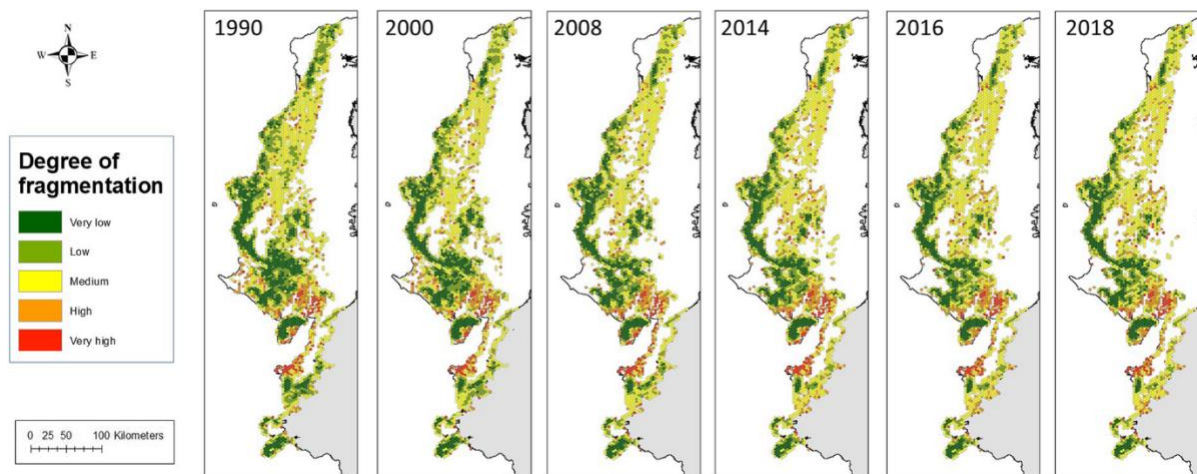 1990
2000
2008
2014
2016
2018
N
W E
S
Degree of
fragmentation
Very low
Low
Medium
High
Very high
0 25 50 100 Kilometers